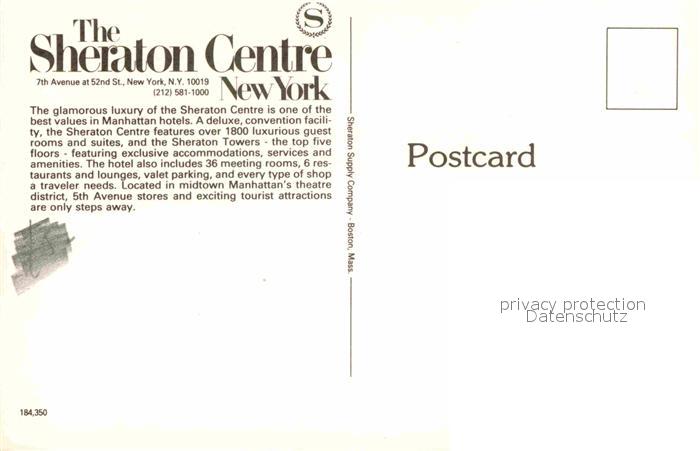 The
Sheraton Centre
New York
7th Avenue at 52nd St., New York, N.Y. 10019
(212) 581-1000
The glamorous luxury of the Sheraton Centre is one of the
best values in Manhattan hotels. A deluxe, convention facili-
ty, the Sheraton Centre features over 1800 luxurious guest
rooms and suites, and the Sheraton Towers - the top five
floors - featuring exclusive accommodations, services and
amenities. The hotel also includes 36 meeting rooms, 6 res-
taurants and lounges, valet parking, and every type of shop
a traveler needs. Located in midtown Manhattan's theatre
district, 5th Avenue stores and exciting tourist attractions
are only steps away.
184,350
S
Sheraton Supply Company - Boston, Mass.
Postcard
privacy protection
Datenschutz